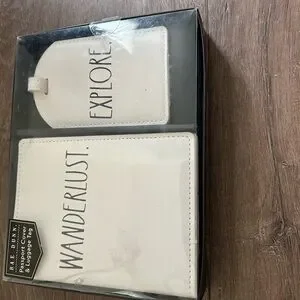 EXPLORE.
WANDERLUST.
RAE DUNN
Passport Cover
& Luggage Tag